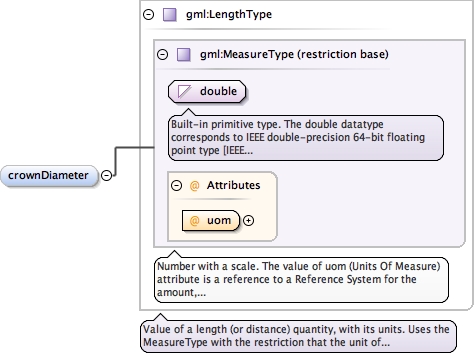 gml:LengthType
gml:MeasureType (restriction base)
double
Built-in primitive type. The double datatype
corresponds to IEEE double-precision 64-bit floating
point type [IEEE...
crownDiameter
@ Attributes
@ uom
Number with a scale. The value of uom (Units Of Measure)
attribute is a reference to a Reference System for the
amount,...
Value of a length (or distance) quantity, with its units. Uses the
MeasureType with the restriction that the unit of...